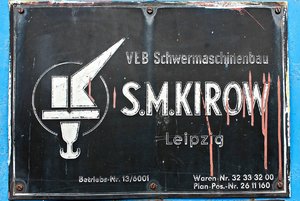 VEB Schwermaschinenbau
S.M.KIROW
Leipzig
Betriebs-Nr. 13/6001
Waren-Nr. 32 33 32 00
Plan-Pos.-Nr. 26 11 160